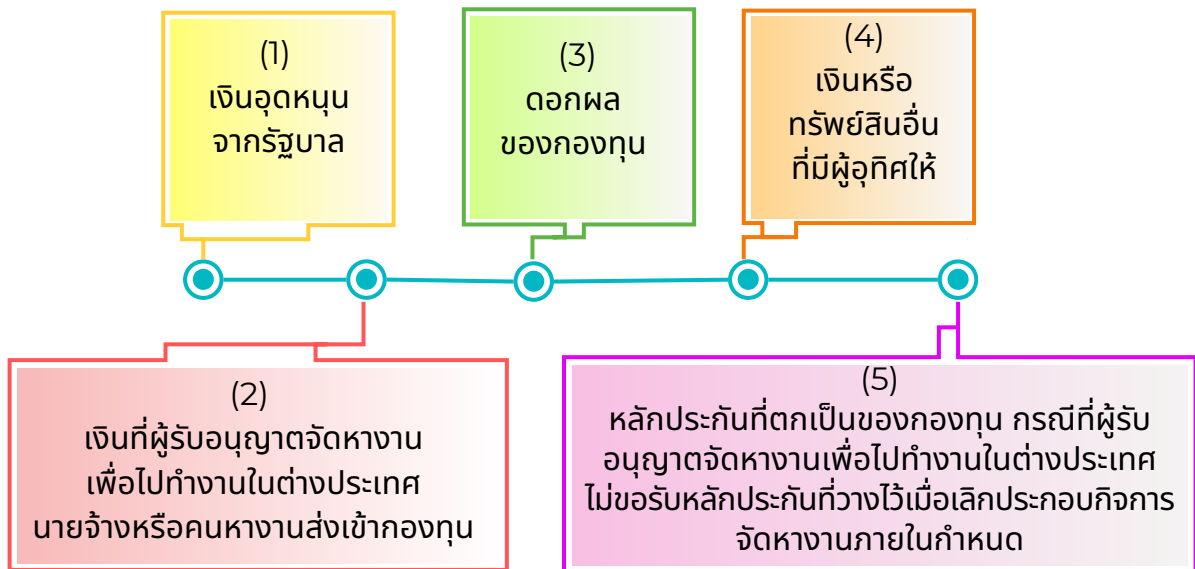 (1)
เงินอุดหนุน
จากรัฐบาล
(2)
เงินที่ผู้รับอนุญาตจัดหางาน
เพื่อไปทำงานในต่างประเทศ
นายจ้างหรือคนหางานส่งเข้ากองทุน
(3)
ดอกผล
ของกองทุน
(4)
เงินหรือ
ทรัพย์สินอื่น
ที่มีผู้อุทิศให้
(5)
หลักประกันที่ตกเป็นของกองทุน กรณีที่ผู้รับ
อนุญาตจัดหางานเพื่อไปทำงานในต่างประเทศ
ไม่ขอรับหลักประกันที่วางไว้เมื่อเลิกประกอบกิจการ
จัดหางานภายในกำหนด